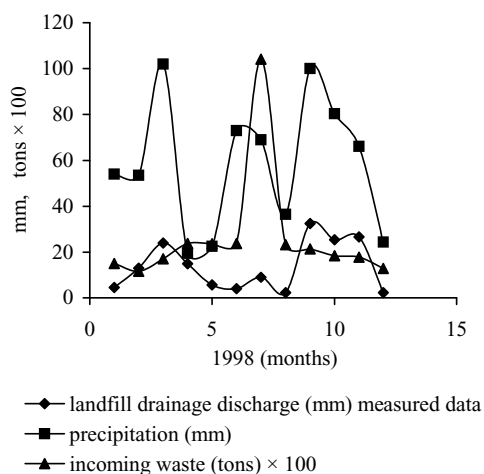 120
100
80
60
40
20
0
mm, tons × 100
0 5 10 15
1998 (months)
landfill drainage discharge (mm) measured data
precipitation (mm)
incoming waste (tons) × 100